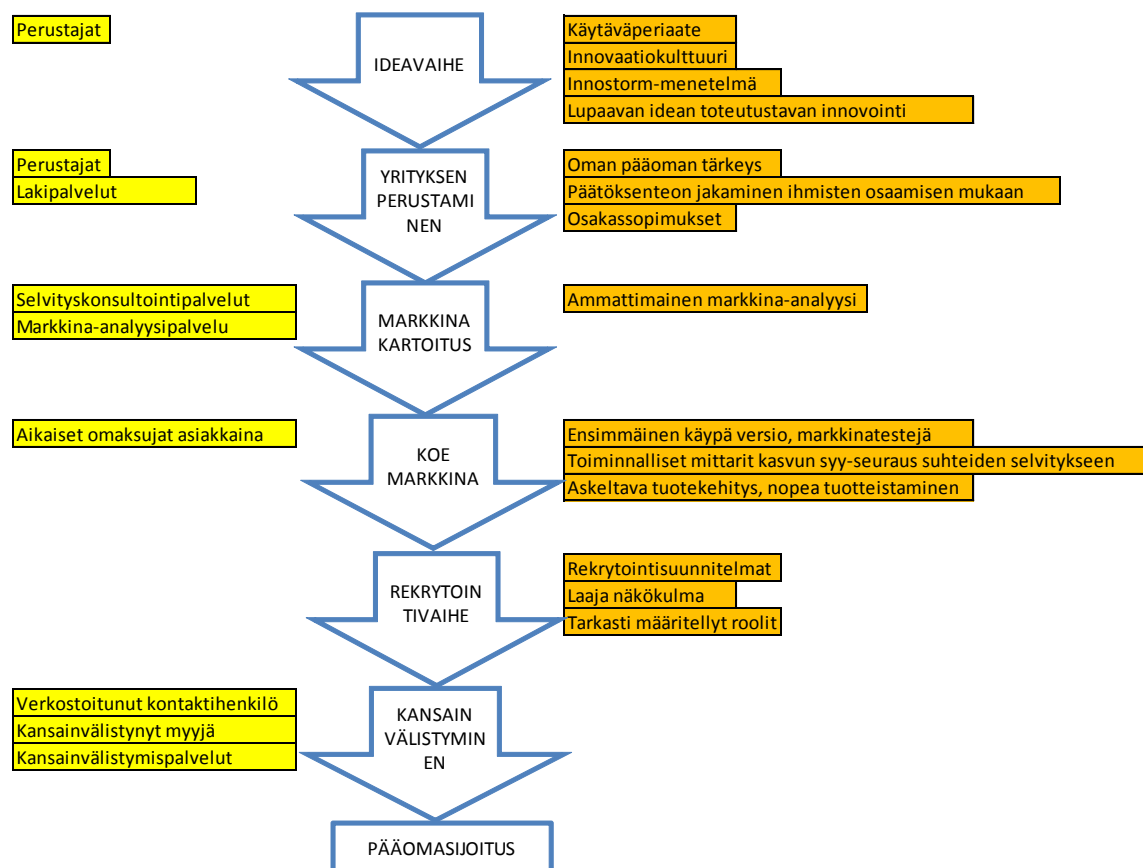 Perustajat
IDEAVAIHE
Käytäväperiaate
Innovaatiokulttuuri
Innostorm-menetelmä
Lupaavan idean toteutustavan innovointi
Perustajat
Lakipalvelut
YRITYKSEN
PERUSTAMI
NEN
Oman pääoman tärkeys
Päätöksenteon jakaminen ihmisten osaamisen mukaan
Osakassopimukset
Selvityskonsultointipalvelut
Markkina-analyysipalvelu
MARKKINA
KARTOITUS
Ammattimainen markkina-analyysi
Aikaiset omaksujat asiakkaina
KOE
MARKKINA
Ensimmäinen käypä versio, markkinatestejä
Toiminnalliset mittarit kasvun syy-seuraus suhteiden selvitykseen
Askeltava tuotekehitys, nopea tuotteistaminen
REKRYTOIN
TIVAIHE
Rekrytointisuunnitelmat
Laaja näkökulma
Tarkasti määritellyt roolit
Verkostoitunut kontaktihenkilö
Kansainvälistynyt myyjä
Kansainvälistymispalvelut
KANSAIN
VÄLISTYMIN
EN
PÄÄOMASIJOITUS